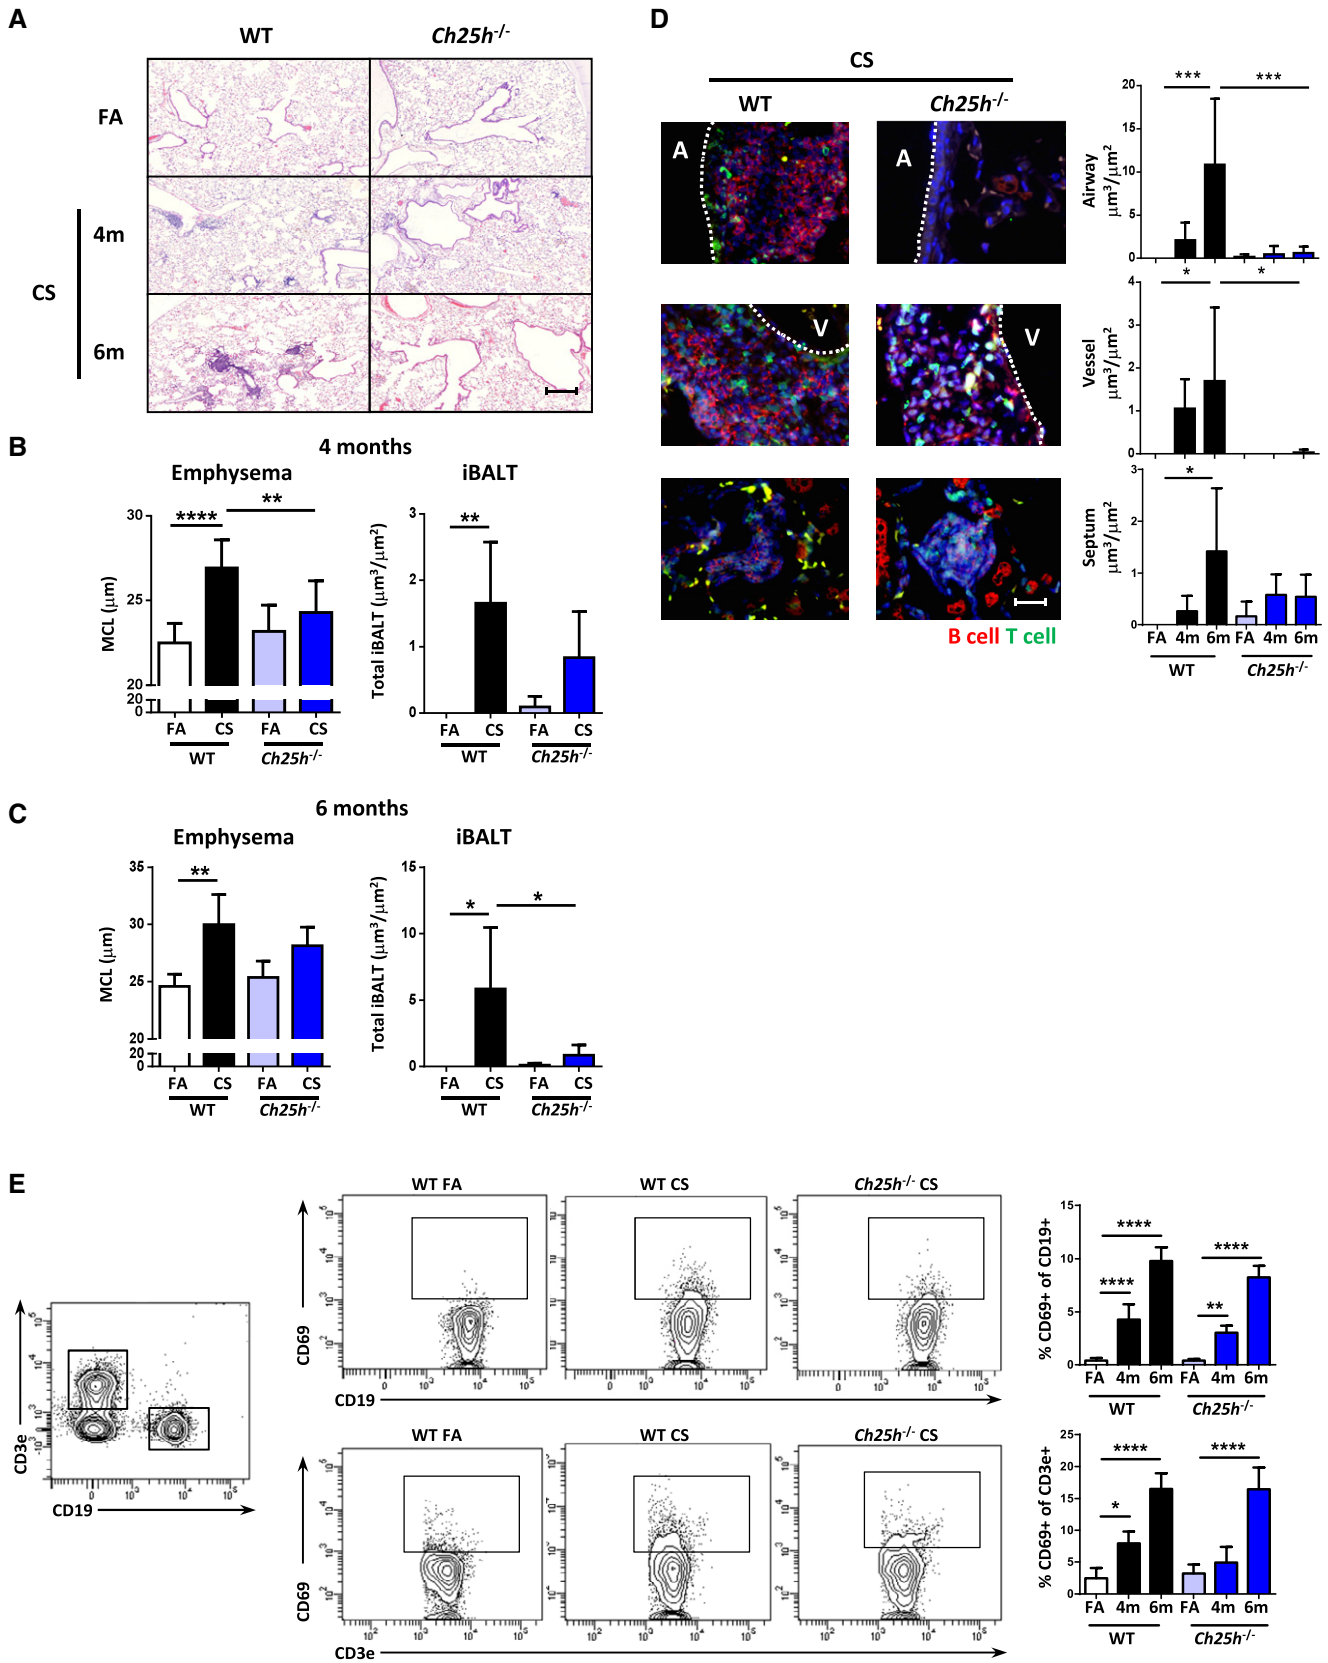 A
WT
Ch25h-/-
FA
CS
4m
6m
B
4 months
Emphysema
iBALT
MCL (µm)
30
25
20
20
0
****
**
FA CS FA CS
WT
Ch25h-/-
Total iBALT (µm3/µm2)
3
2
1
0
**
FA CS FA CS
WT
Ch25h-/-
C
6 months
Emphysema
iBALT
MCL (µm)
35
30
25
20
20
0
**
FA CS FA CS
WT
Ch25h-/-
Total iBALT (µm3/µm2)
15
10
5
0
*
*
FA CS FA CS
WT
Ch25h-/-
D
CS
WT
Ch25h-/-
A
A
V
V
B cell T cell
Airway
µm3/µm2
20
15
10
5
0
***
***
Vessel
µm3/µm2
4
3
2
1
0
*
*
Septum
µm3/µm2
3
2
1
0
*
FA 4m 6m FA 4m 6m
WT
Ch25h-/-
E
CD3e
CD19
WT FA
WT CS
Ch25h-/- CS
CD69
CD19
WT FA
WT CS
Ch25h-/- CS
CD69
CD3e
% CD69+ of CD19+
15
10
5
0
****
****
****
**
FA 4m 6m FA 4m 6m
WT
Ch25h-/-
% CD69+ of CD3e+
25
20
15
10
5
0
****
*
****
FA 4m 6m FA 4m 6m
WT
Ch25h-/-